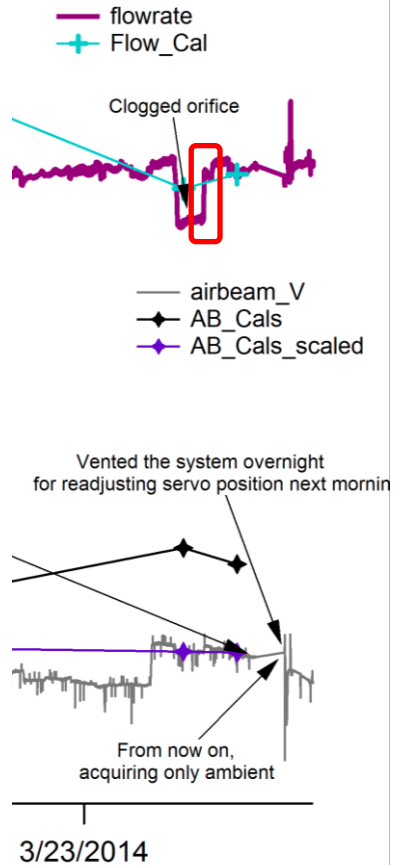 flowrate
Flow_Cal
Clogged orifice
airbeam_V
AB_Cals
AB_Cals_scaled
Vented the system overnight
for readjusting servo position next mornin
From now on,
acquiring only ambient
3/23/2014